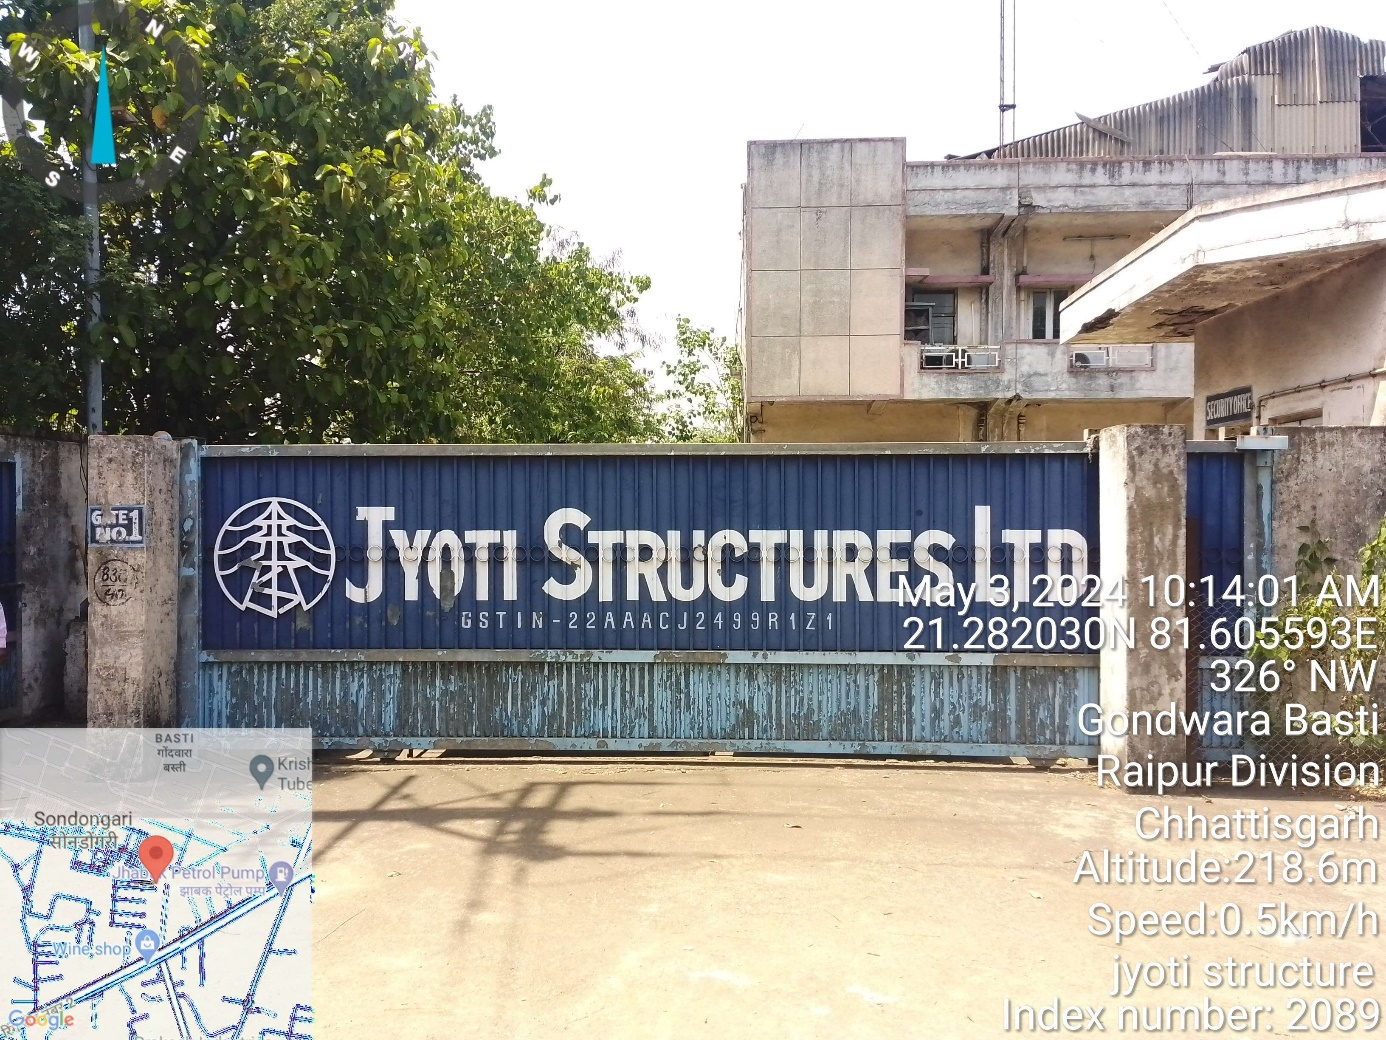 N
W
E
S
SECURITY OFFICE
GATE
NO.1
JYOTI STRUCTURES LTD
GSTIN-22AAACJ2499R1Z1
May 3, 2024 10:14:01 AM
21.282030N 81.605593E
326° NW
Gondwara Basti
Raipur Division
Chhattisgarh
Altitude:218.6m
Speed:0.5km/h
jyoti structure
Index number: 2089
BASTI
गोंदवारा
बस्ती
Krish
Tube
Sondongari
सोनडोंगरी
Petrol Pump
झाबक पेट्रोल पम्प
Wine shop
Google